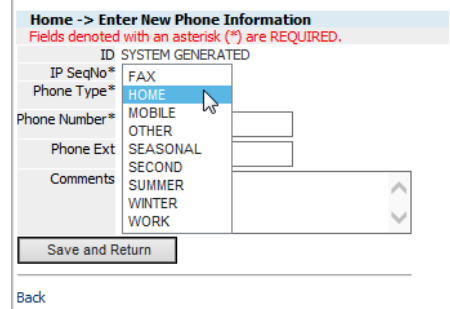 Home -> Enter New Phone Information
Fields denoted with an asterisk (*) are REQUIRED.
ID SYSTEM GENERATED
IP SeqNo*
FAX
Phone Type*
HOME
MOBILE
Phone Number*
OTHER
Phone Ext
SEASONAL
SECOND
Comments
SUMMER
WINTER
WORK
Save and Return
Back